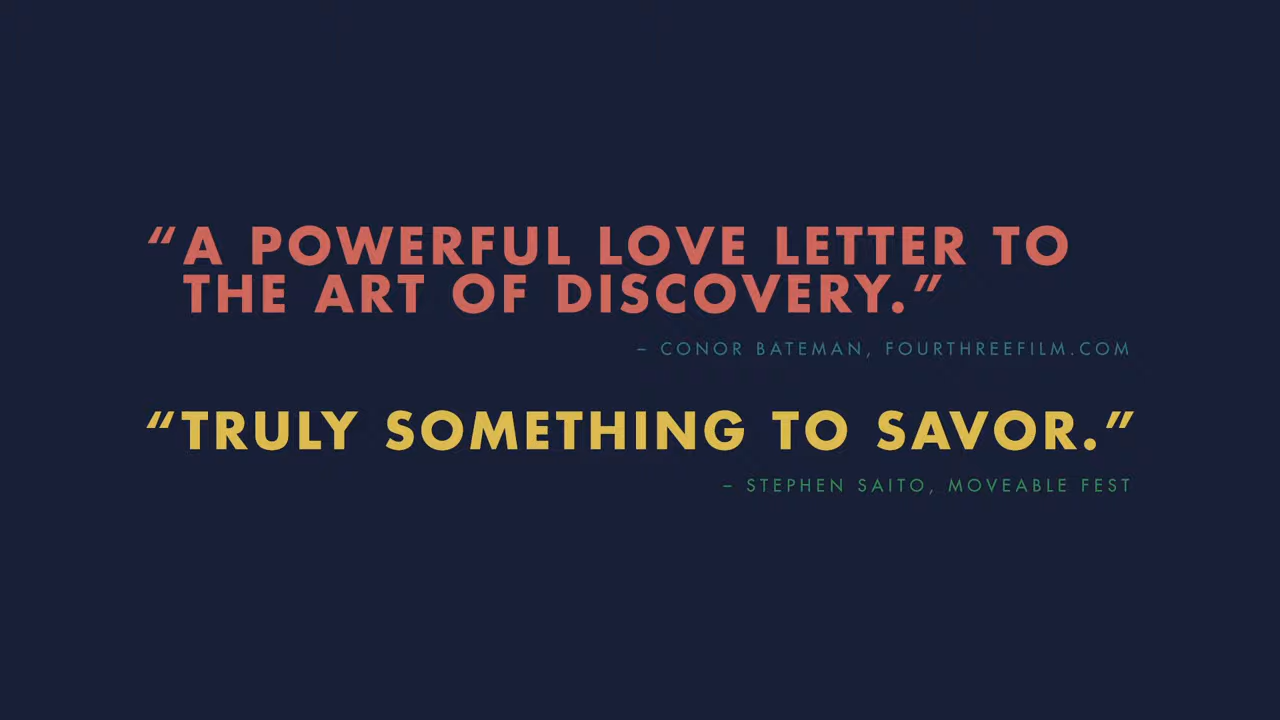 “A POWERFUL LOVE LETTER TO
THE ART OF DISCOVERY.”
– CONOR BATEMAN, FOURTHREEFILM.COM
“TRULY SOMETHING TO SAVOR.”
– STEPHEN SAITO, MOVEABLE FEST